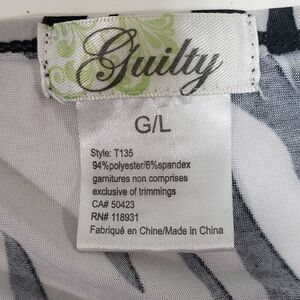 Guilty
G/L
Style: T135
94%polyester/6%spandex
garnitures non comprises
exclusive of trimmings
CA# 50423
RN# 118931
Fabriqué en Chine/Made in China